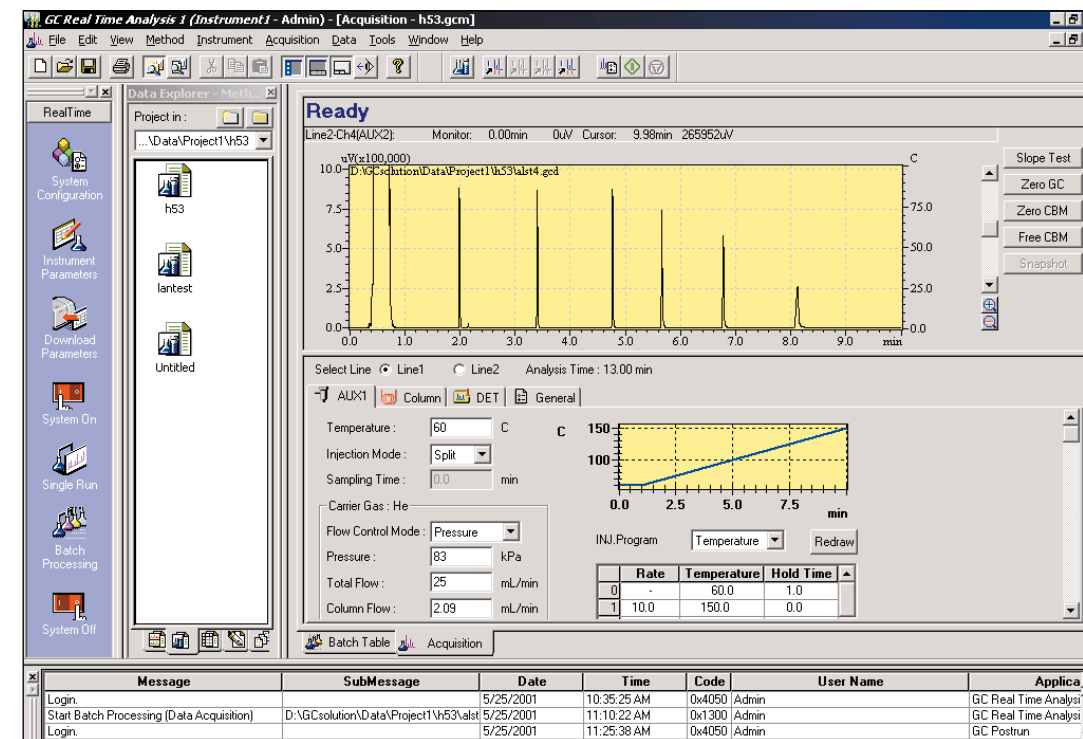 GC Real Time Analysis 1 (Instrument1 - Admin) - [Acquisition - h53.gcm]
File Edit View Method Instrument Acquisition Data Tools Window Help
RealTime
System
Configuration
Instrument
Parameters
Download
Parameters
System On
Single Run
Batch
Processing
System Off
Data Explorer - Meth...
Project in :
...\Data\Project1\h53
h53
lantest
Untitled
Ready
Line2-Ch4(AUX2): Monitor: 0.00min 0uV Cursor: 9.98min 265952uV
uV(x100,000)
D:\GCsolution\Data\Project1\h53\alst4.gcd
C
10.0
7.5
5.0
2.5
0.0
75.0
50.0
25.0
0.0
0.0 1.0 2.0 3.0 4.0 5.0 6.0 7.0 8.0 9.0 min
Slope Test
Zero GC
Zero CBM
Free CBM
Snapshot
Select Line Line1 Line2 Analysis Time : 13.00 min
AUX1 Column DET General
Temperature : 60 C
Injection Mode : Split
Sampling Time : 0.0 min
Carrier Gas : He
Flow Control Mode : Pressure
Pressure : 83 kPa
Total Flow : 25 mL/min
Column Flow : 2.09 mL/min
C
150
100
0.0 2.5 5.0 7.5 min
INJ.Program Temperature Redraw
Rate Temperature Hold Time
0 - 60.0 1.0
1 10.0 150.0 0.0
Batch Table Acquisition
Message SubMessage Date Time Code User Name Applica
Login. 5/25/2001 10:35:25 AM 0x4050 Admin GC Real Time Analysi
Start Batch Processing (Data Acquisition) D:\GCsolution\Data\Project1\h53\alst 5/25/2001 11:10:22 AM 0x1300 Admin GC Real Time Analysi
Login. 5/25/2001 11:25:38 AM 0x4050 Admin GC Postrun